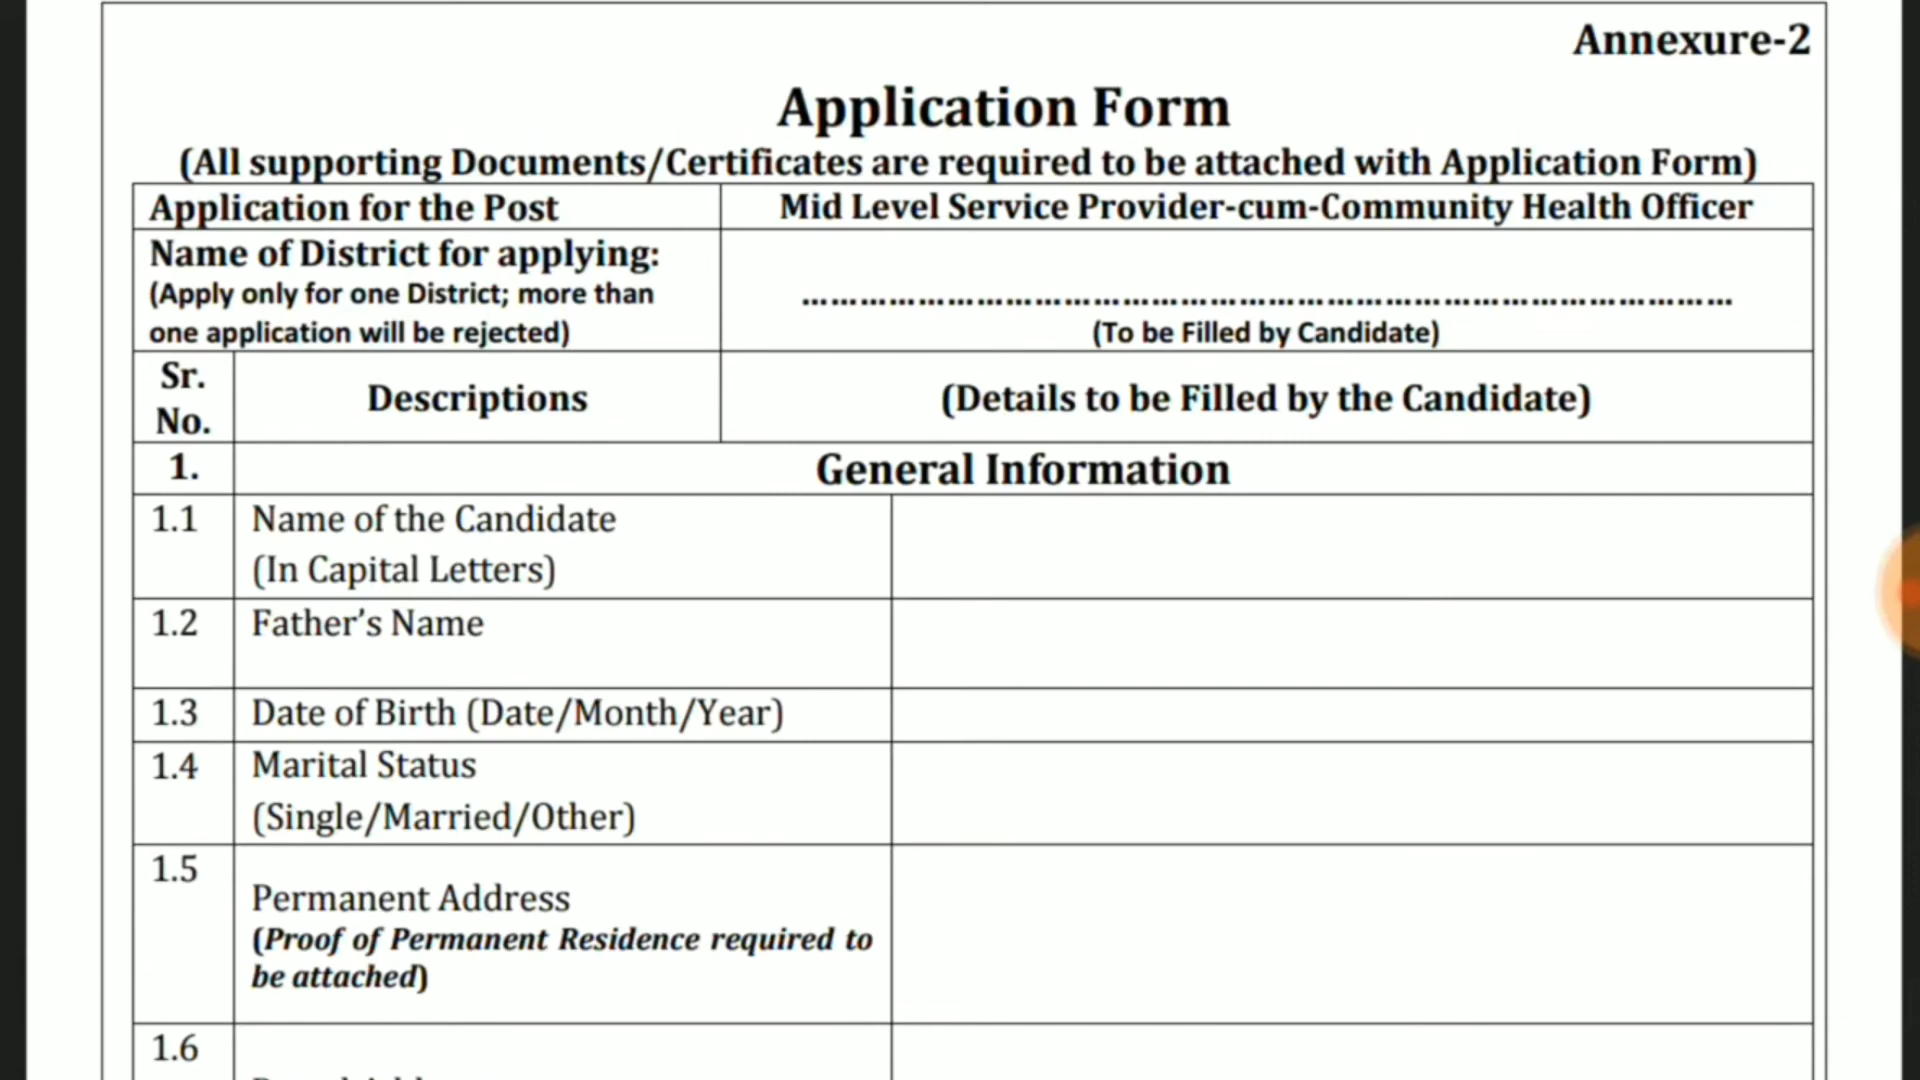 Annexure-2
Application Form
(All supporting Documents/Certificates are required to be attached with Application Form)
Application for the Post
Mid Level Service Provider-cum-Community Health Officer
Name of District for applying:
(Apply only for one District; more than
one application will be rejected)
………………………………………………………………………………………
(To be Filled by Candidate)
Sr.
No.
Descriptions
(Details to be Filled by the Candidate)
1.
General Information
1.1
Name of the Candidate
(In Capital Letters)
1.2
Father’s Name
1.3
Date of Birth (Date/Month/Year)
1.4
Marital Status
(Single/Married/Other)
1.5
Permanent Address
(Proof of Permanent Residence required to
be attached)
1.6